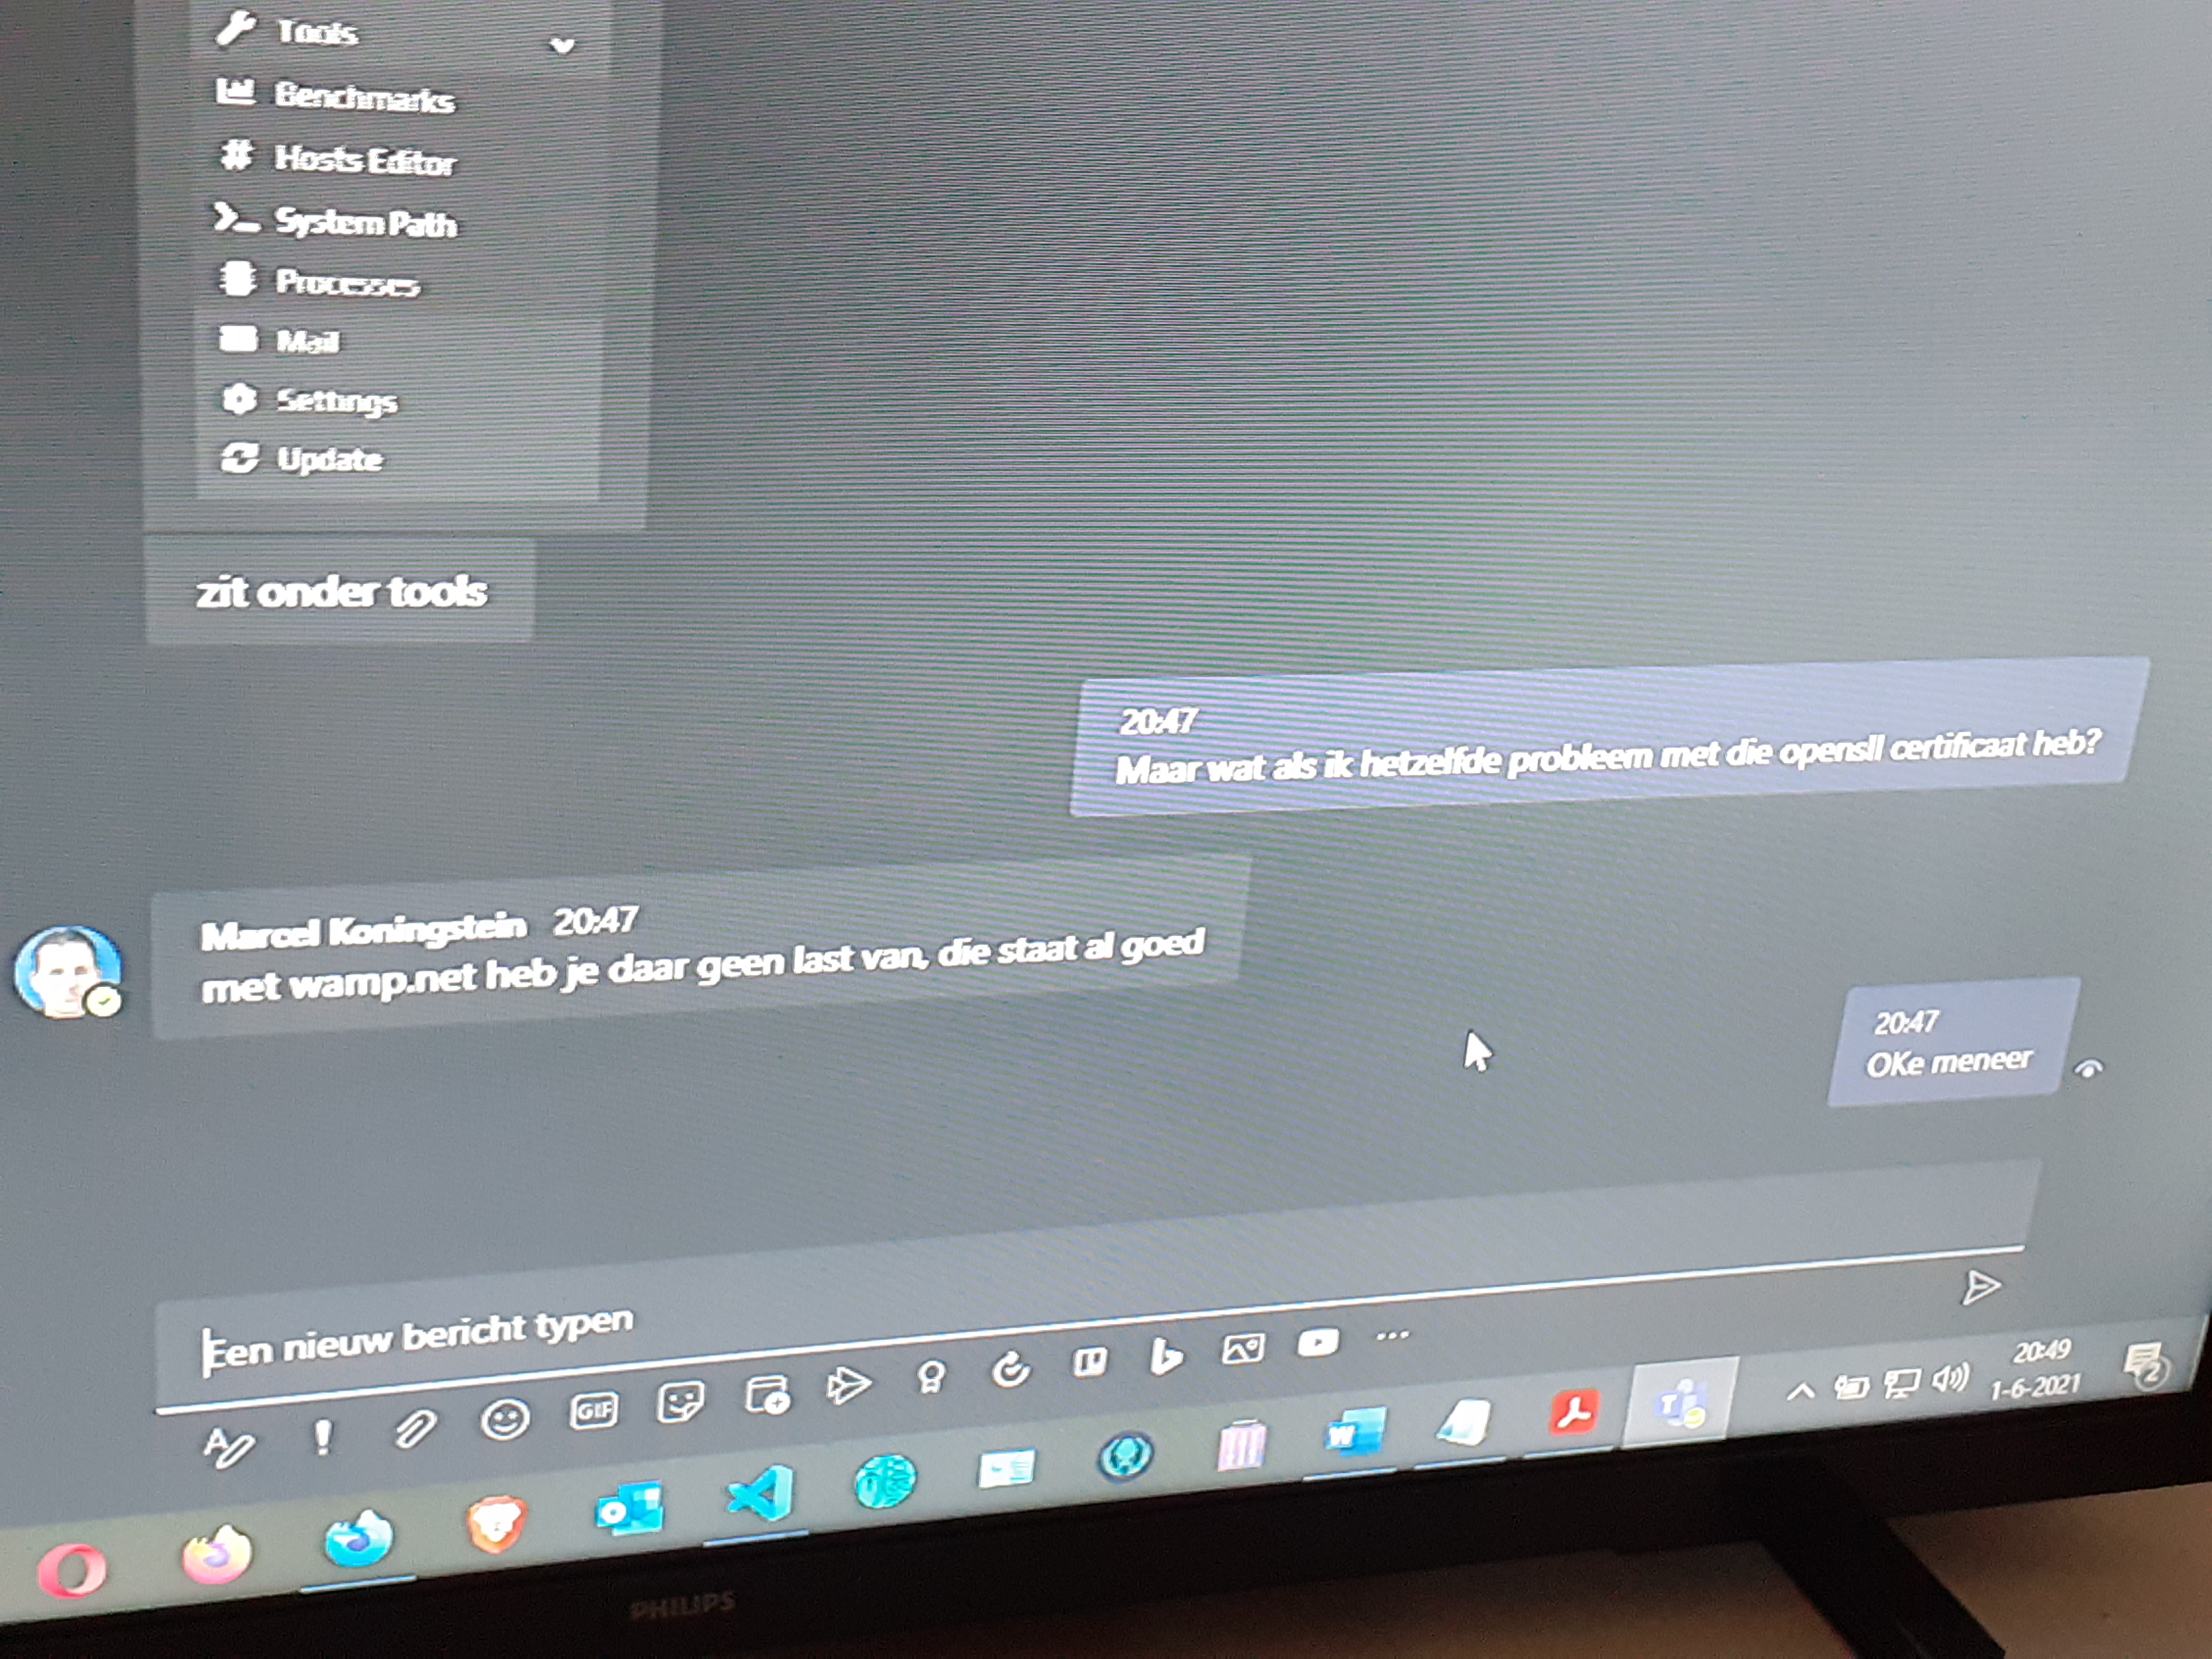 Tools
Benchmarks
# Hosts Editor
System Path
Processes
Mail
Settings
Update
zit onder tools
20:47
Maar wat als ik hetzelfde probleem met die opensll certificaat heb?
Marcel Koningstein 20:47
met wamp.net heb je daar geen last van, die staat al goed
20:47
OKe meneer
Een nieuw bericht typen
GIF
20:49
1-6-2021
2
PHILIPS